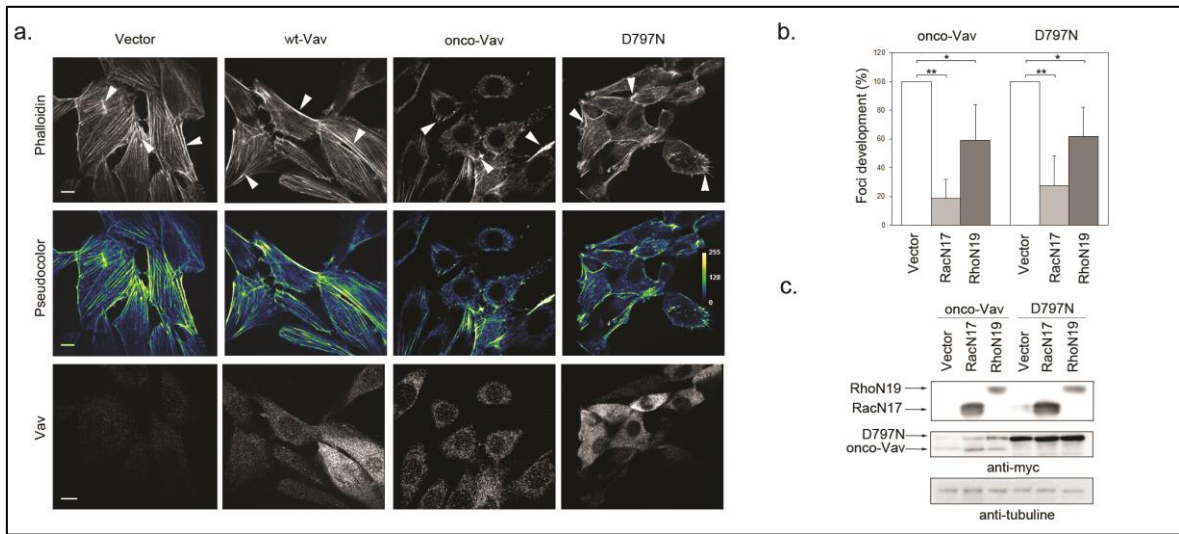 a.
Vector wt-Vav onco-Vav D797N
Phalloidin
Pseudocolor
255
128
0
Vav
b.
onco-Vav D797N
Foci development (%)
120
100
80
60
40
20
0
* *
** **
Vector RacN17 RhoN19 Vector RacN17 RhoN19
c.
onco-Vav D797N
Vector RacN17 RhoN19 Vector RacN17 RhoN19
RhoN19
RacN17
D797N
onco-Vav
anti-myc
anti-tubuline